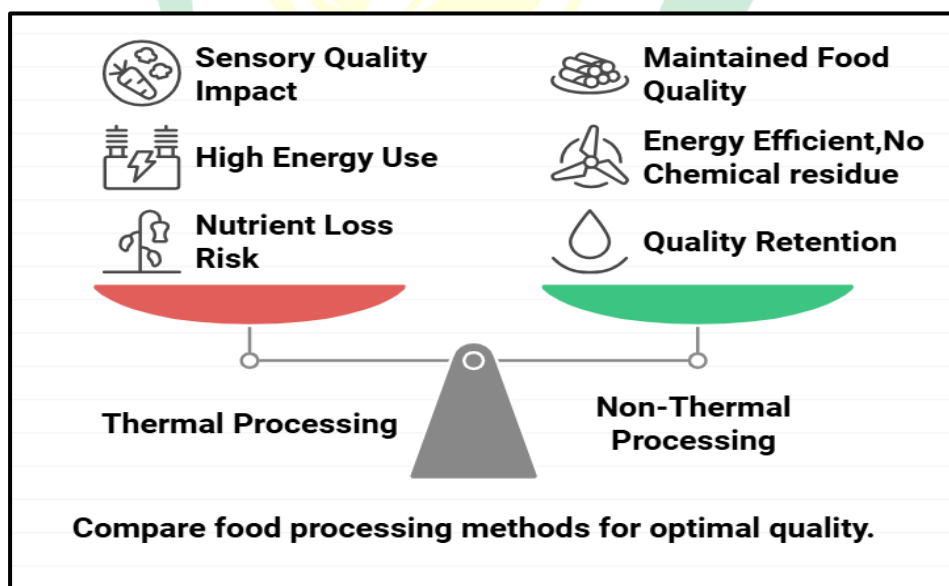 Sensory Quality
Impact
High Energy Use
Nutrient Loss
Risk
Maintained Food
Quality
Energy Efficient,No
Chemical residue
Quality Retention
Thermal Processing
Non-Thermal
Processing
Compare food processing methods for optimal quality.